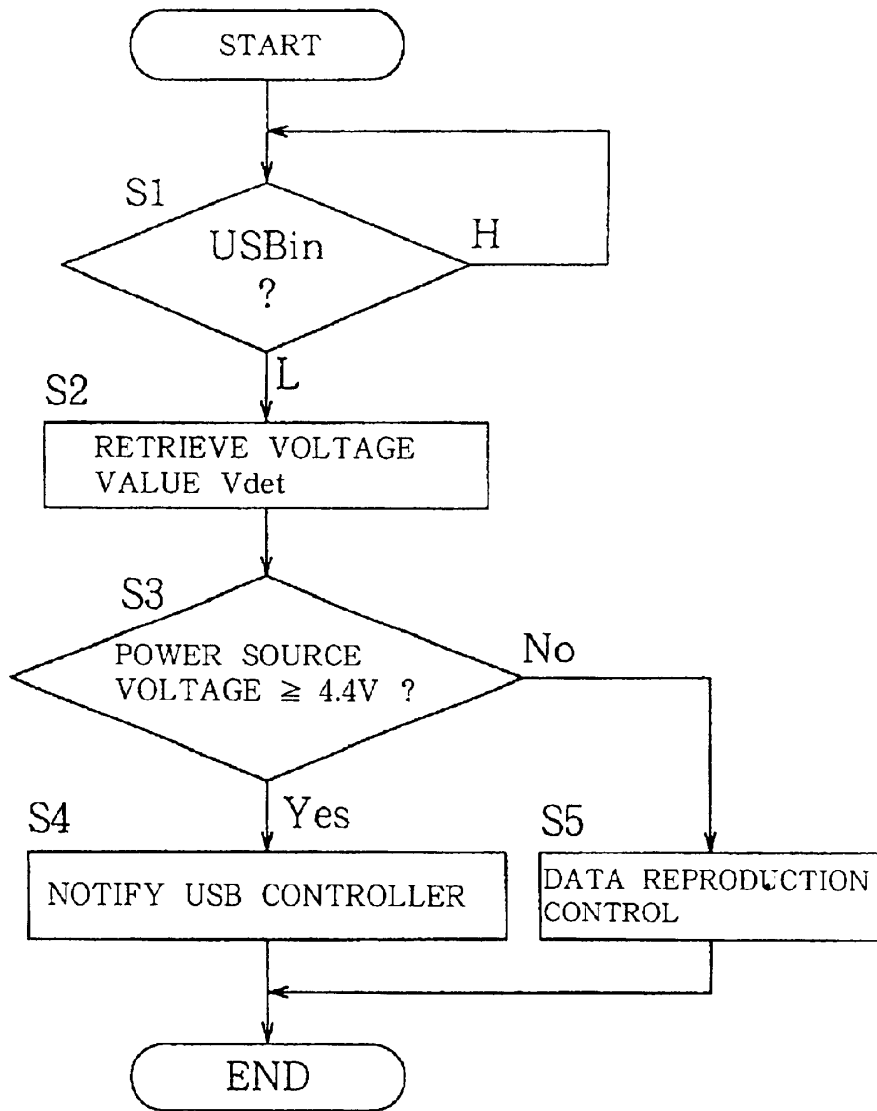 START
S1
USBin
?
H
L
S2
RETRIEVE VOLTAGE
VALUE Vdet
S3
POWER SOURCE
VOLTAGE ≧ 4.4V ?
No
Yes
S4
NOTIFY USB CONTROLLER
S5
DATA REPRODUCTION
CONTROL
END